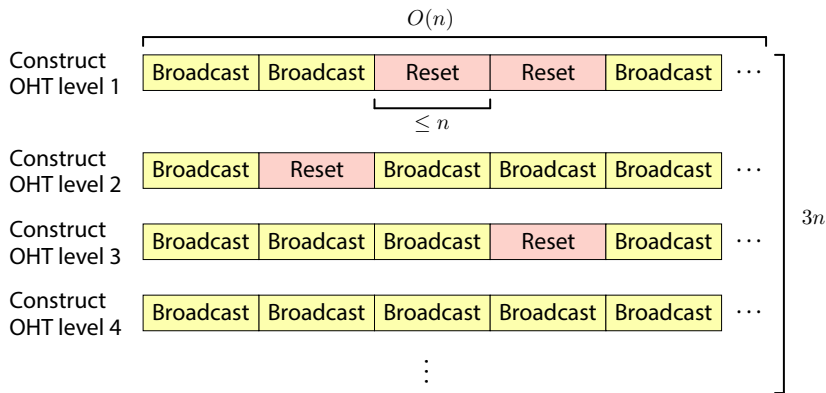 O(n)
Construct
OHT level 1
Broadcast Broadcast Reset Reset Broadcast ⋯
≤ n
Construct
OHT level 2
Broadcast Reset Broadcast Broadcast Broadcast ⋯
3n
Construct
OHT level 3
Broadcast Broadcast Broadcast Reset Broadcast ⋯
Construct
OHT level 4
Broadcast Broadcast Broadcast Broadcast Broadcast ⋯
⋮